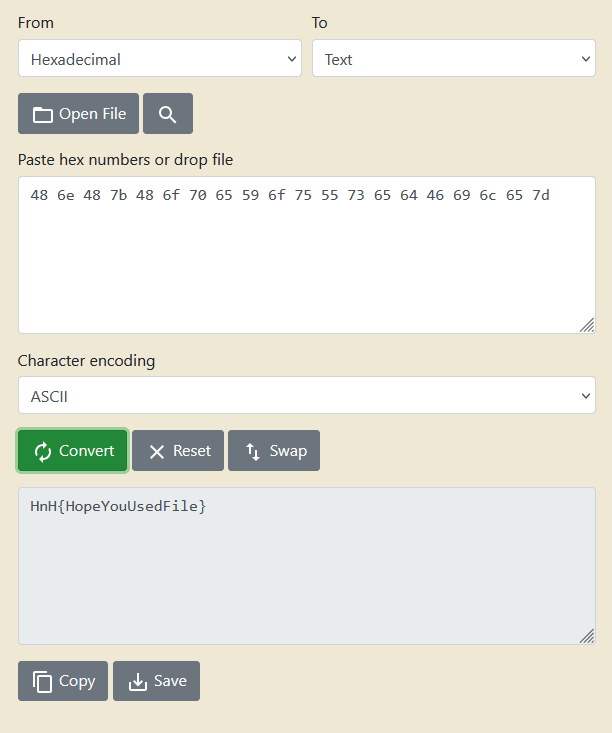 From To
Hexadecimal Text
Open File
Paste hex numbers or drop file
48 6e 48 7b 48 6f 70 65 59 6f 75 55 73 65 64 46 69 6c 65 7d
Character encoding
ASCII
Convert Reset Swap
HnH{HopeYouUsedFile}
Copy Save